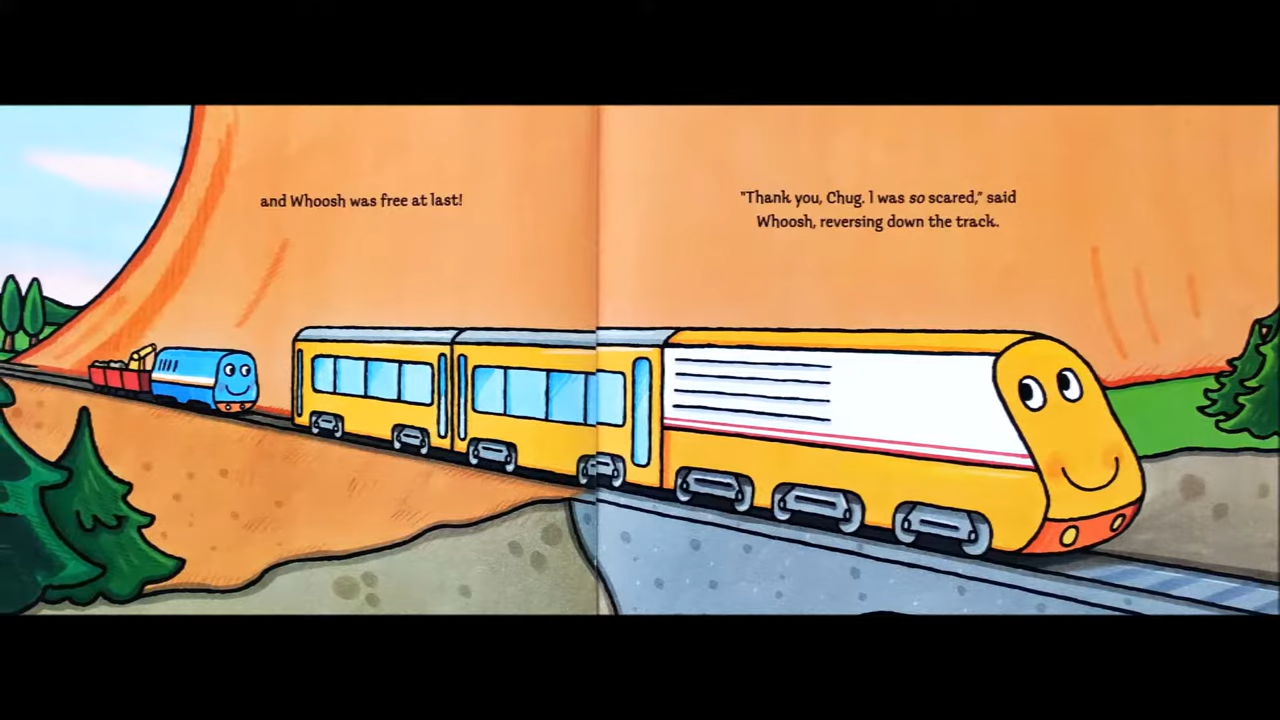 and Whoosh was free at last!
"Thank you, Chug. I was so scared," said
Whoosh, reversing down the track.